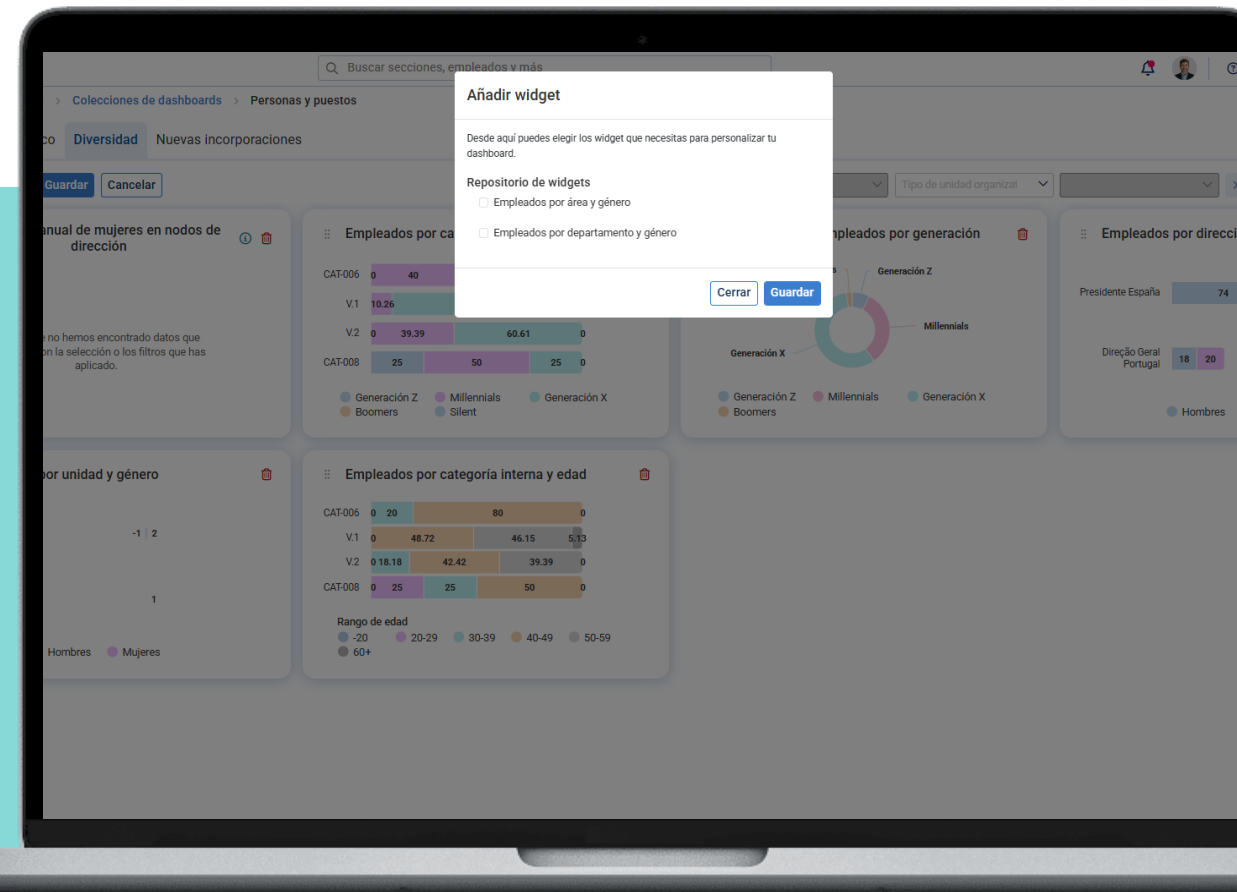 Buscar secciones, empleados y más
> Colecciones de dashboards > Personas y puestos
co Diversidad Nuevas incorporaciones
Guardar Cancelar
Tipo de unidad organizat
Añadir widget
Desde aquí puedes elegir los widget que necesitas para personalizar tu
dashboard.
Repositorio de widgets
Empleados por área y género
Empleados por departamento y género
Cerrar Guardar
anual de mujeres en nodos de
dirección
e no hemos encontrado datos que
on la selección o los filtros que has
aplicado.
Empleados por ca
CAT-006 0 40
V.1 10.26
V.2 0 39.39 60.61 0
CAT-008 25 50 25 0
Generación Z Millennials Generación X
Boomers Silent
mpleados por generación
s Generación Z
Millennials
Generación X
Generación Z Millennials Generación X
Boomers
Empleados por direcci
Presidente España 74
Direção Geral
Portugal 18 20
Hombres
por unidad y género
-1 2
1
Hombres Mujeres
Empleados por categoría interna y edad
CAT-006 0 20 80 0
V.1 0 48.72 46.15 5.13
V.2 0 18.18 42.42 39.39 0
CAT-008 0 25 25 50 0
Rango de edad
-20 20-29 30-39 40-49 50-59
60+